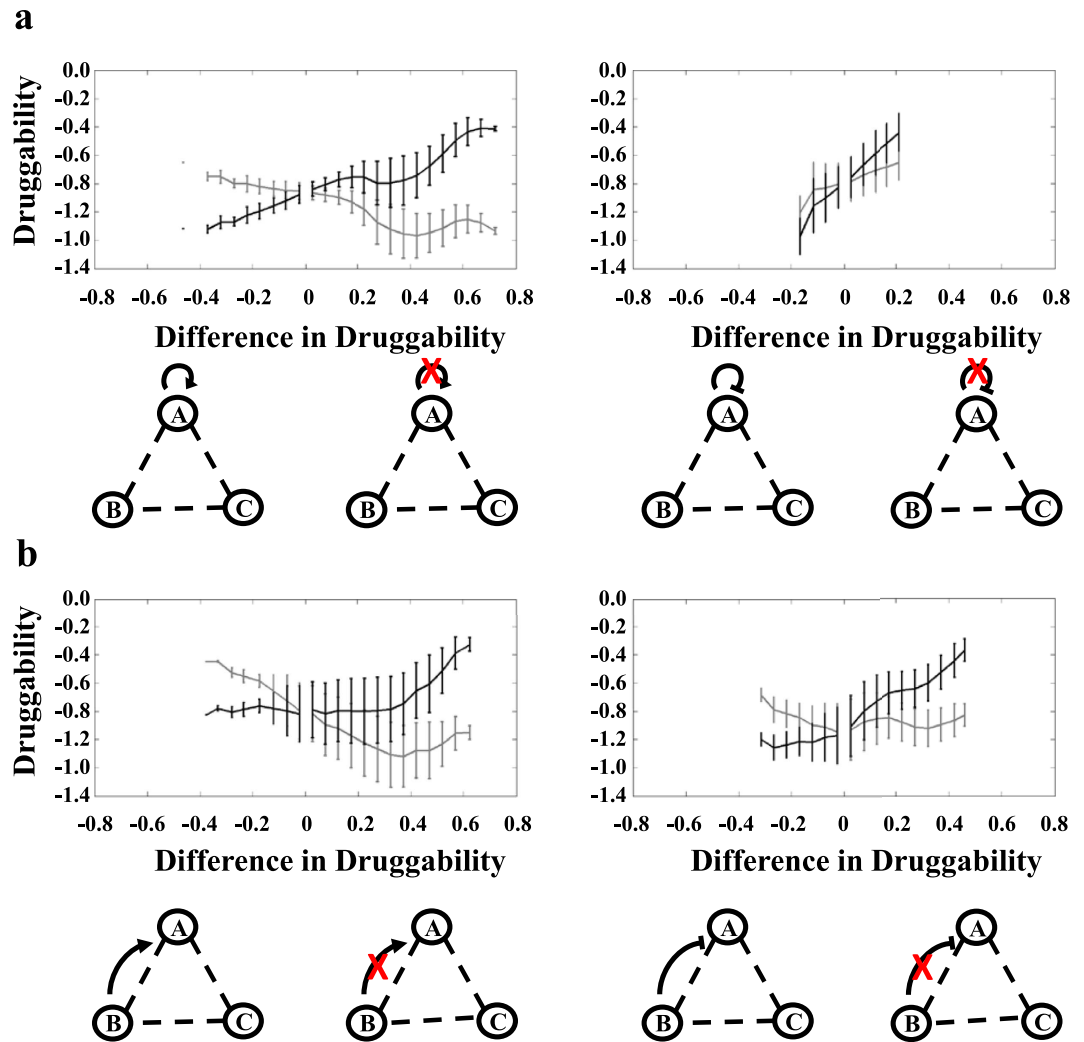 a
0.0 0.0
-0.2 -0.2
-0.4 -0.4
-0.6 -0.6
-0.8 -0.8
-1.2 -1.2
-1.0 -1.0
-1.4 -1.4
Druggability
-0.8 -0.6 -0.4 -0.2 0 0.2 0.4 0.6 0.8 -0.8 -0.6 -0.4 -0.2 0 0.2 0.4 0.6 0.8
Difference in Druggability Difference in Druggability
X X
A A A A
B C B C B C B C
b
0.0 0.0
-0.2 -0.2
-0.4 -0.4
-0.6 -0.6
-0.8 -0.8
-1.2 -1.2
-1.0 -1.0
-1.4 -1.4
Druggability
-0.8 -0.6 -0.4 -0.2 0 0.2 0.4 0.6 0.8 -0.8 -0.6 -0.4 -0.2 0 0.2 0.4 0.6 0.8
Difference in Druggability Difference in Druggability
A A A A
X X
B C B C B C B C